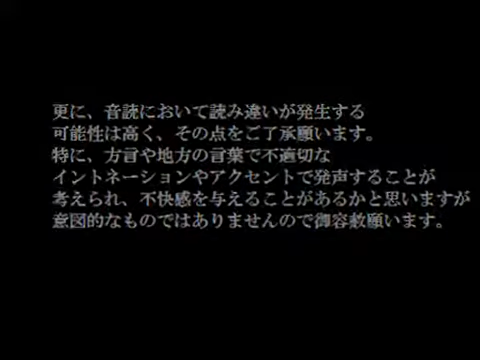 更に、音読において読み違いが発生する
可能性は高く、その点をご了承願います。
特に、方言や地方の言葉で不適切な
イントネーションやアクセントで発声することが
考えられ、不快感を与えることがあるかと思いますが
意図的なものではありませんので御容赦願います。